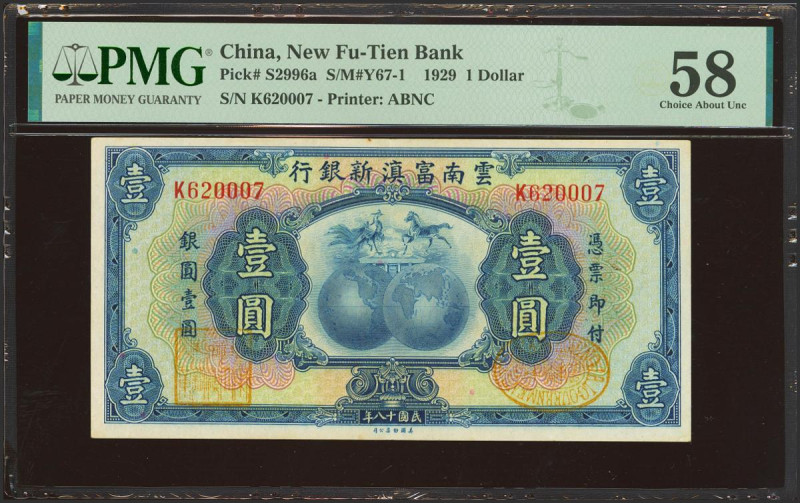 PMG®
PAPER MONEY GUARANTY
China, New Fu-Tien Bank
Pick# S2996a S/M#Y67-1 1929 1 Dollar
S/N K620007 - Printer: ABNC
58
Choice About Unc
行銀新滇富南雲
壹
壹
K620007
K620007
銀圓壹圓
壹圓
壹圓
憑票即付
壹
壹
年八十國民